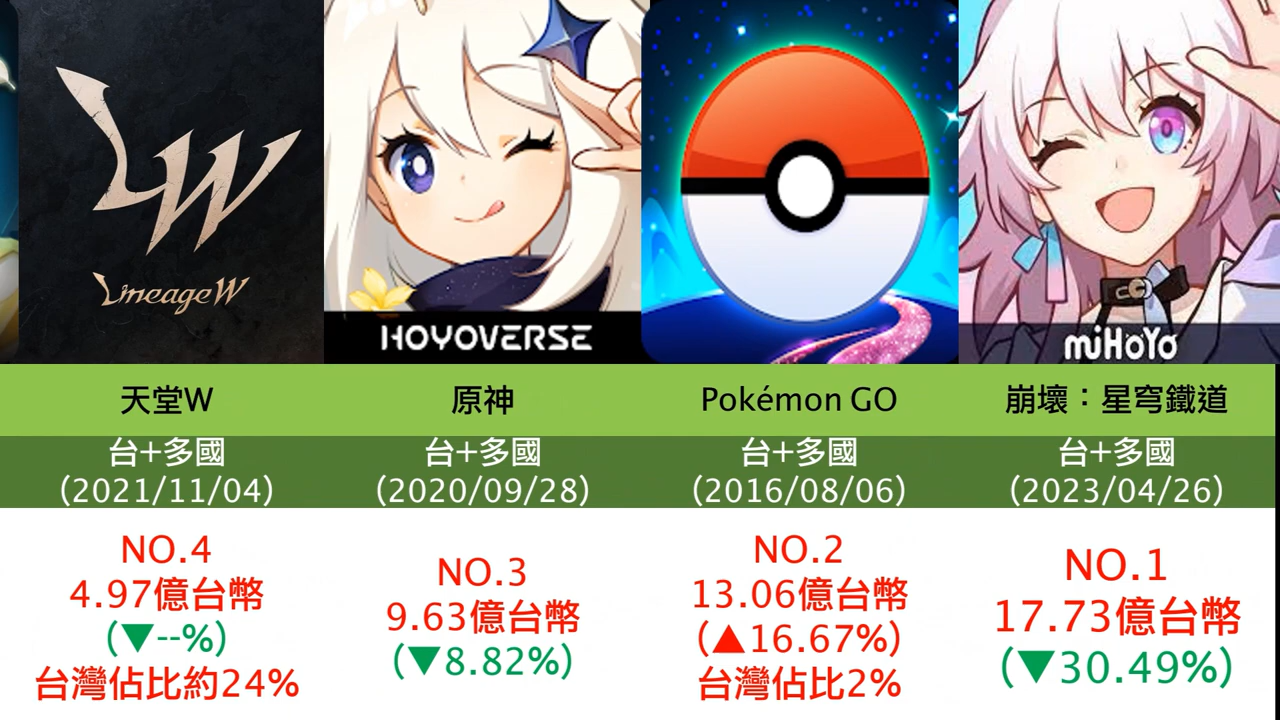 LW
LineageW
HOYOVERSE
miHoYo
天堂W
原神
Pokémon GO
崩壞：星穹鐵道
台+多國
(2021/11/04)
台+多國
(2020/09/28)
台+多國
(2016/08/06)
台+多國
(2023/04/26)
NO.4
4.97億台幣
(▼--%)
台灣佔比約24%
NO.3
9.63億台幣
(▼8.82%)
NO.2
13.06億台幣
(▲16.67%)
台灣佔比2%
NO.1
17.73億台幣
(▼30.49%)